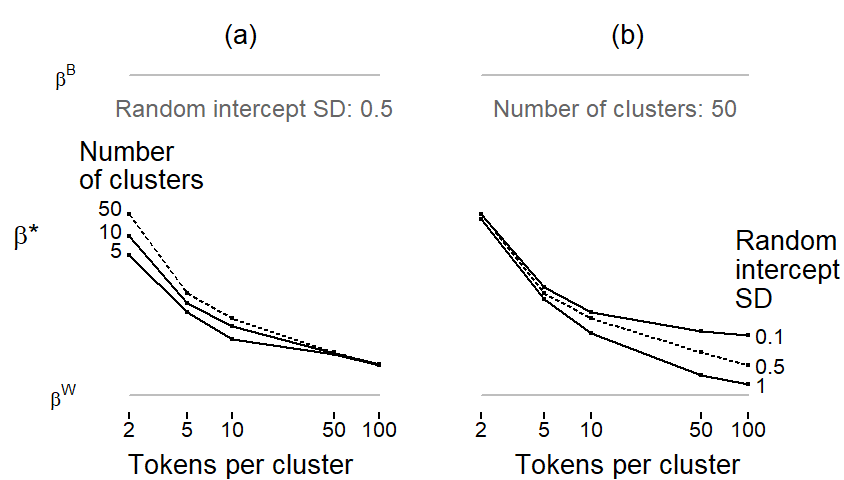 (a)
β^B
Random intercept SD: 0.5
Number
of clusters
50
10
5
β*
β^W
2 5 10 50 100
Tokens per cluster
(b)
Number of clusters: 50
Random
intercept
SD
0.1
0.5
1
2 5 10 50 100
Tokens per cluster